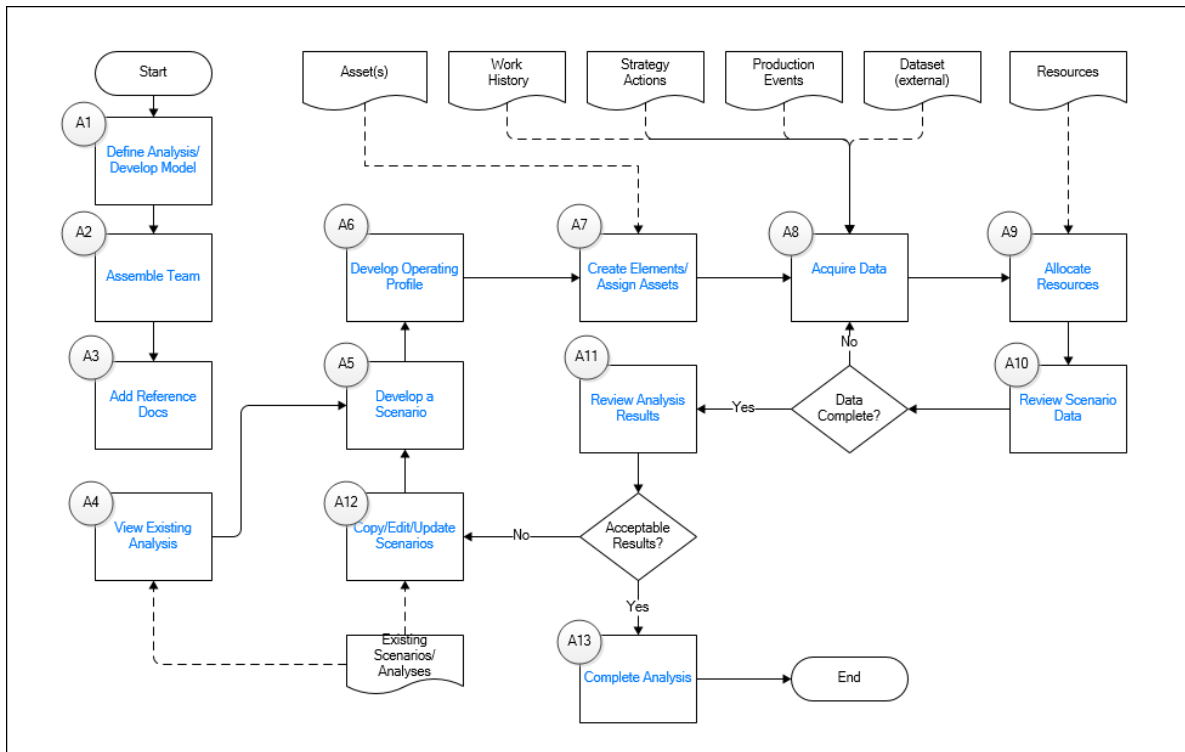 Start
Asset(s)
Work
History
Strategy
Actions
Production
Events
Dataset
(external)
Resources
A1
Define Analysis/
Develop Model
A2
Assemble Team
A6
Develop Operating
Profile
A7
Create Elements/
Assign Assets
A8
Acquire Data
A9
Allocate
Resources
A3
Add Reference
Docs
A5
Develop a
Scenario
A11
Review Analysis
Results
Yes
No
Data
Complete?
A10
Review Scenario
Data
A4
View Existing
Analysis
A12
Copy/Edit/Update
Scenarios
No
Acceptable
Results?
Yes
Existing
Scenarios/
Analyses
A13
Complete Analysis
End